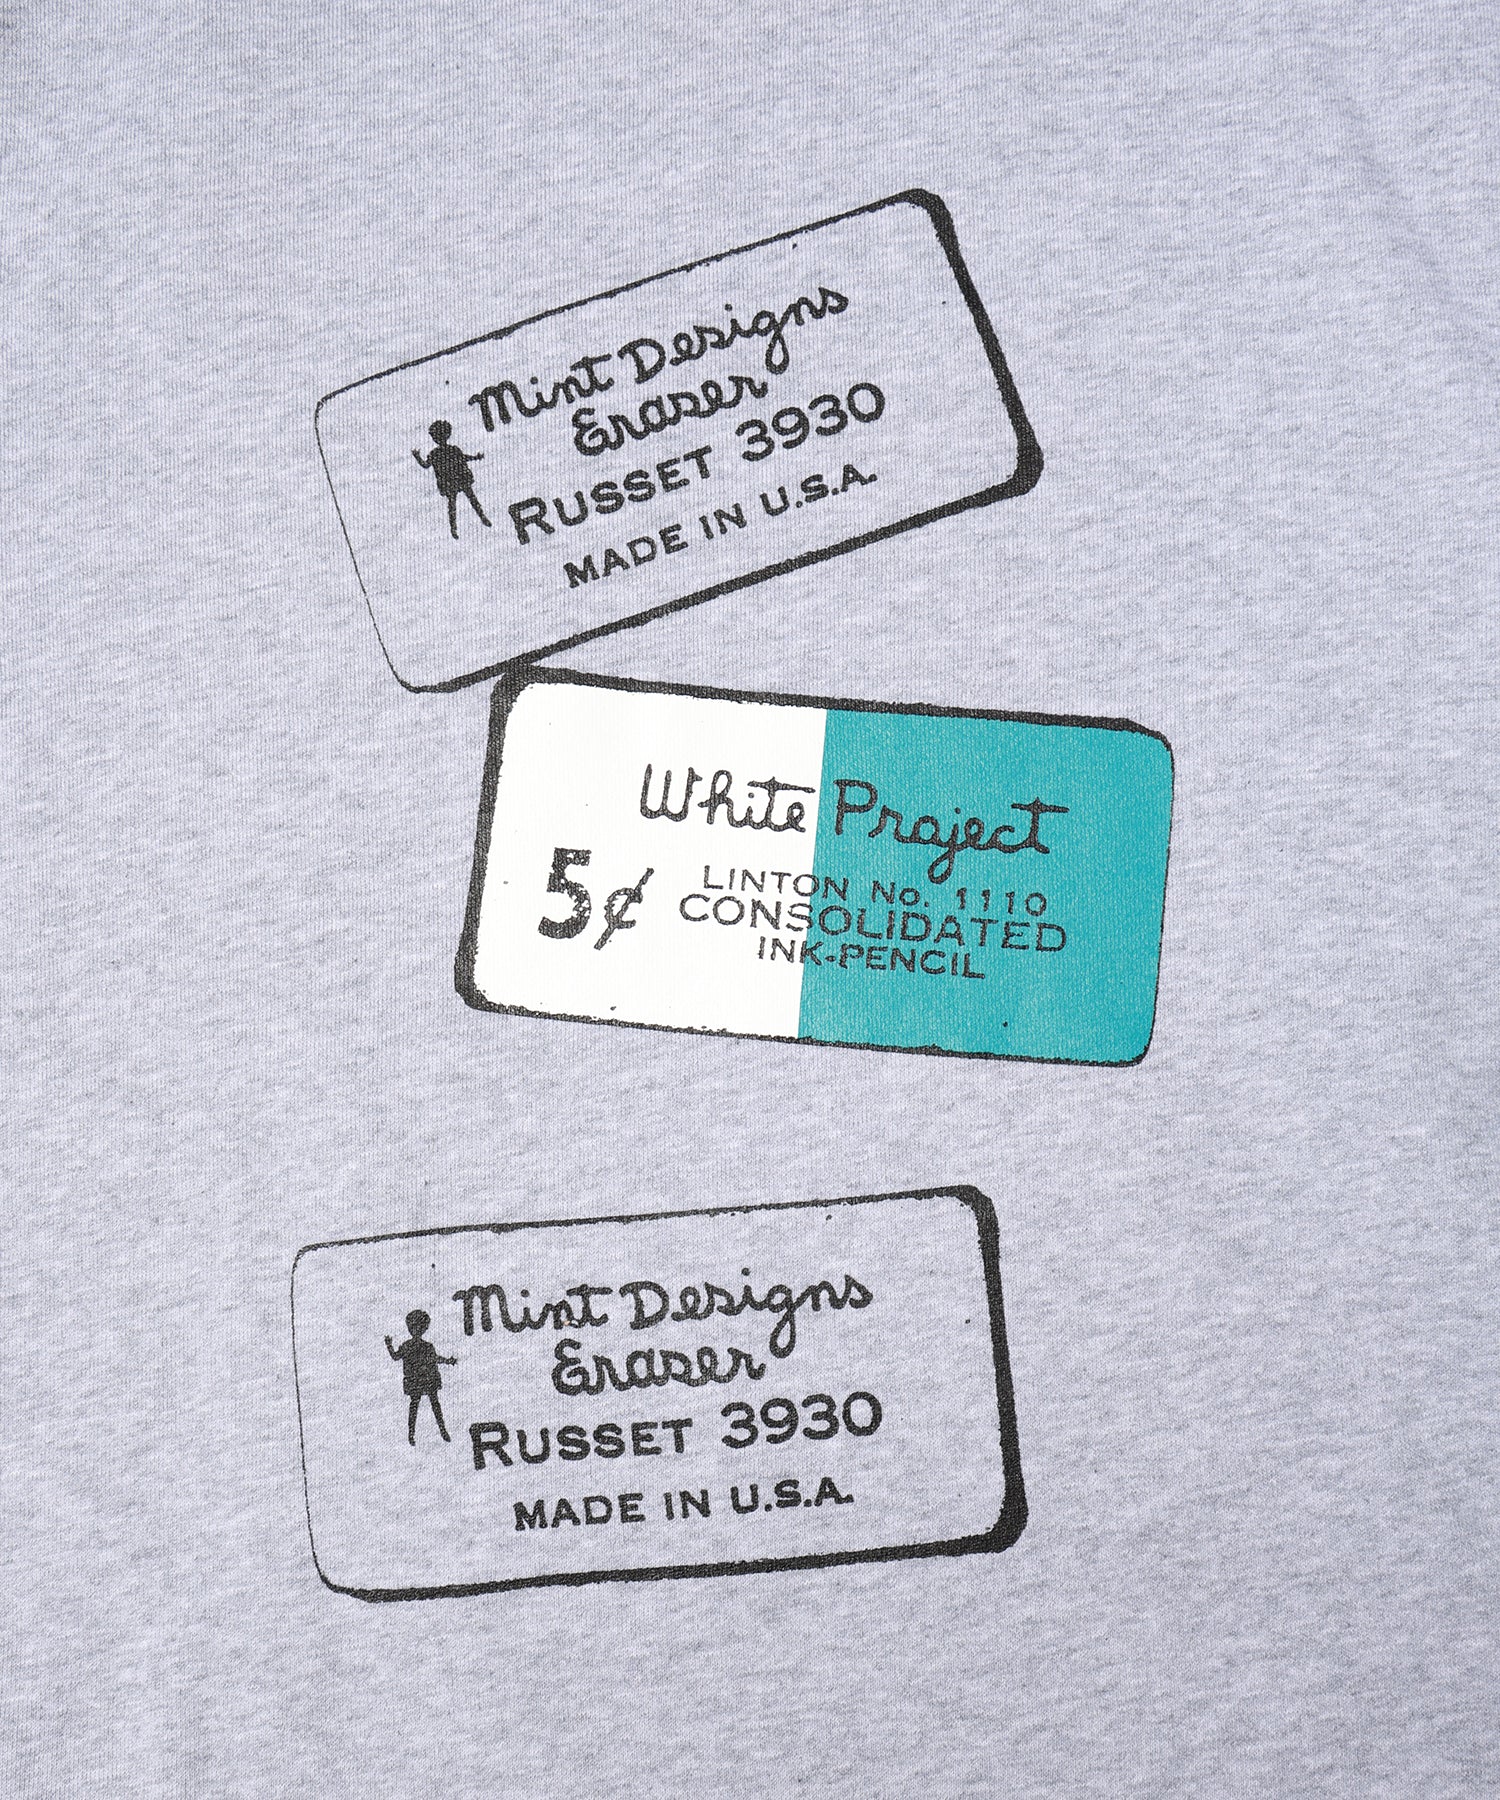 Mint Designs
Eraser
RUSSET 3930
MADE IN U.S.A.
White Project
5¢
LINTON No. 1110
CONSOLIDATED
INK-PENCIL
Mint Designs
Eraser
RUSSET 3930
MADE IN U.S.A.